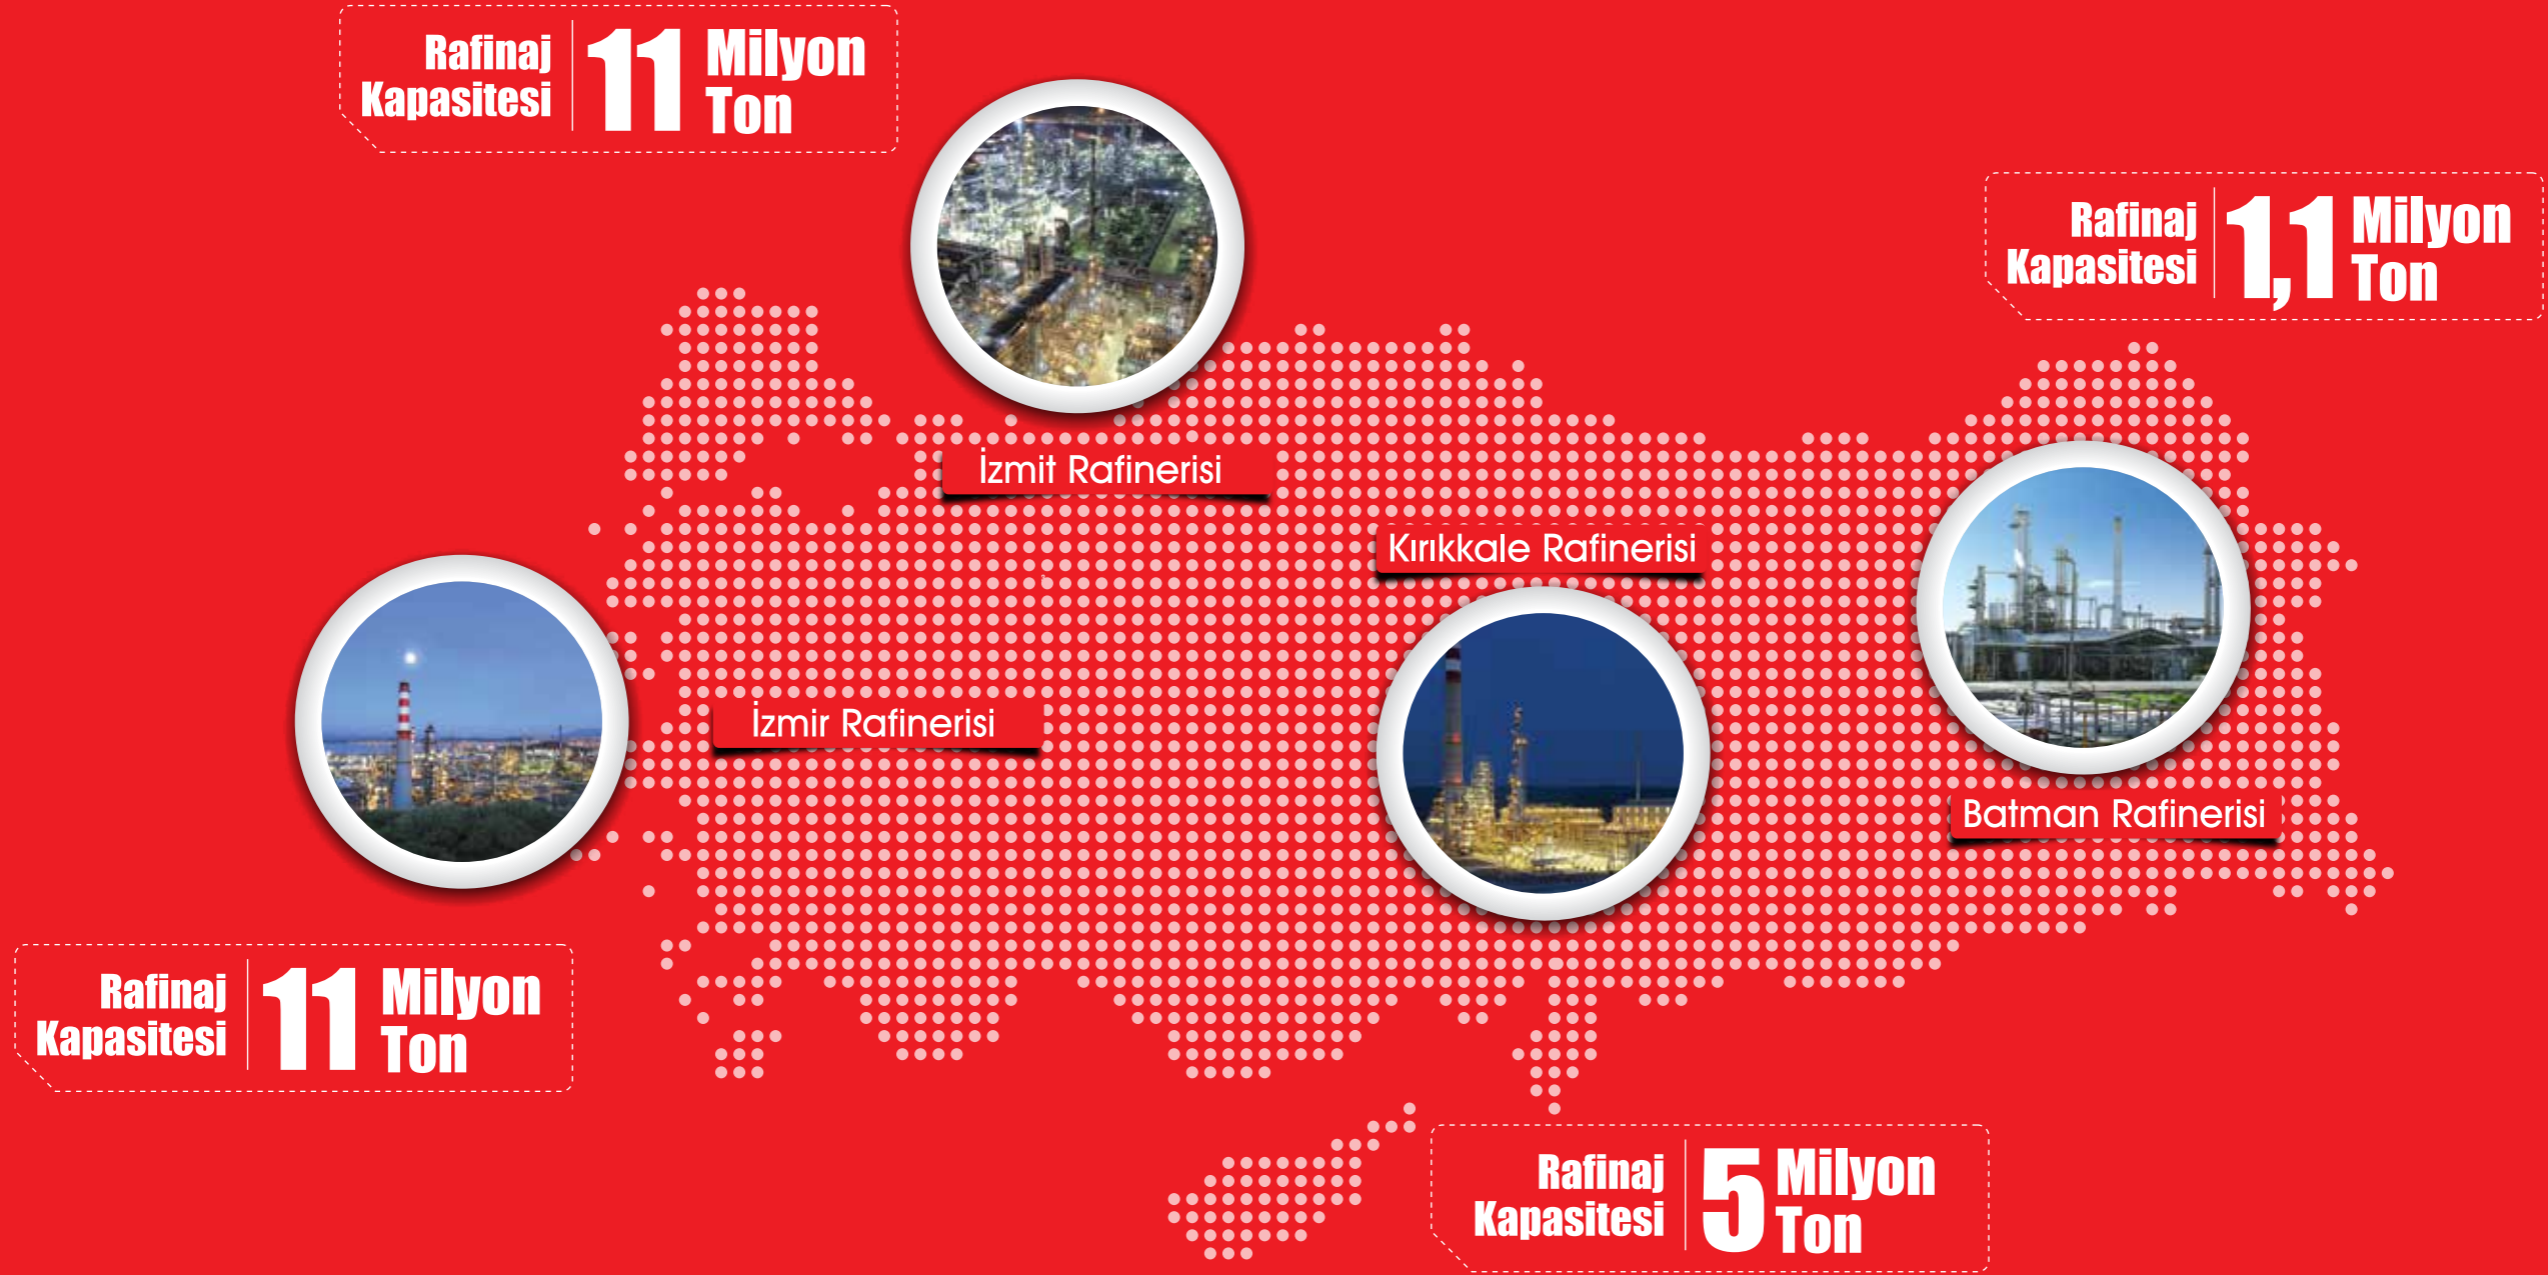 Rafinaj
Kapasitesi
11
Milyon
Ton
İzmit Rafinerisi
Rafinaj
Kapasitesi
1,1
Milyon
Ton
Kırıkkale Rafinerisi
İzmir Rafinerisi
Batman Rafinerisi
Rafinaj
Kapasitesi
11
Milyon
Ton
Rafinaj
Kapasitesi
5
Milyon
Ton